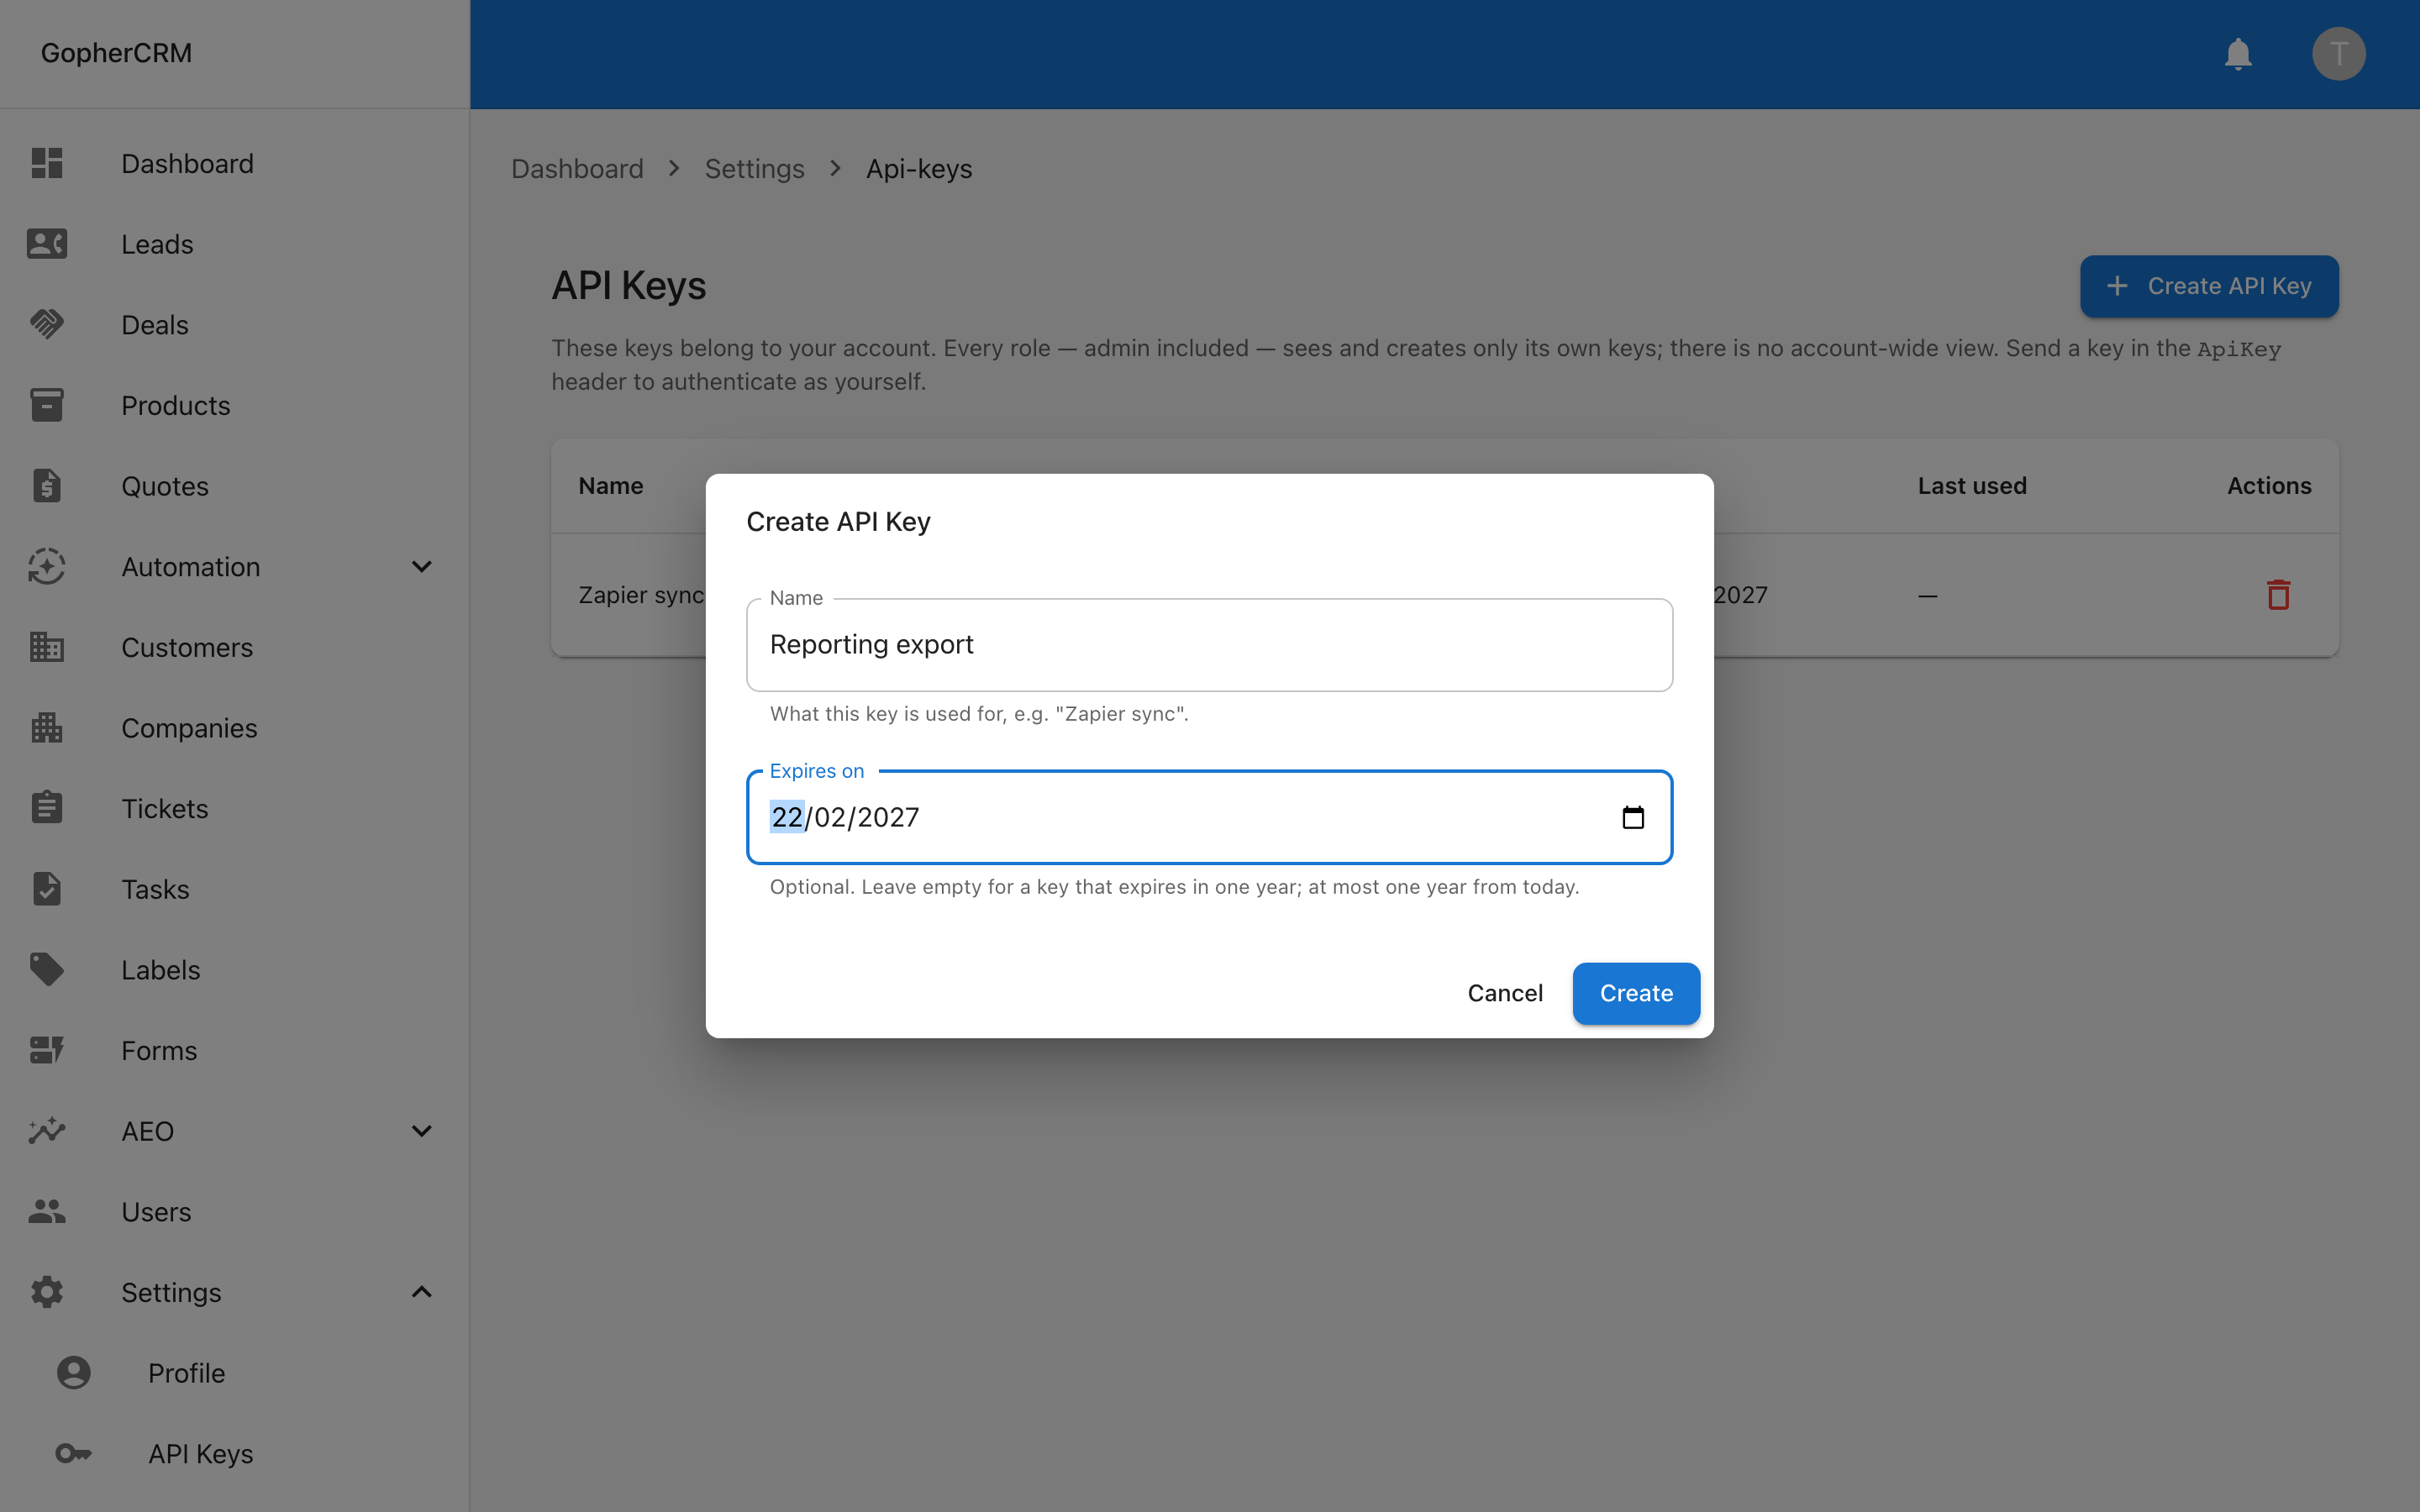 GopherCRM
T
Dashboard
Leads
Deals
Products
Quotes
Automation
Customers
Companies
Tickets
Tasks
Labels
Forms
AEO
Users
Settings
Profile
API Keys
Dashboard > Settings > Api-keys
API Keys
Create API Key
These keys belong to your account. Every role — admin included — sees and creates only its own keys; there is no account-wide view. Send a key in the ApiKey
header to authenticate as yourself.
Name Last used Actions
Zapier sync 2027 —
Create API Key
Name
Reporting export
What this key is used for, e.g. "Zapier sync".
Expires on
22/02/2027
Optional. Leave empty for a key that expires in one year; at most one year from today.
Cancel Create